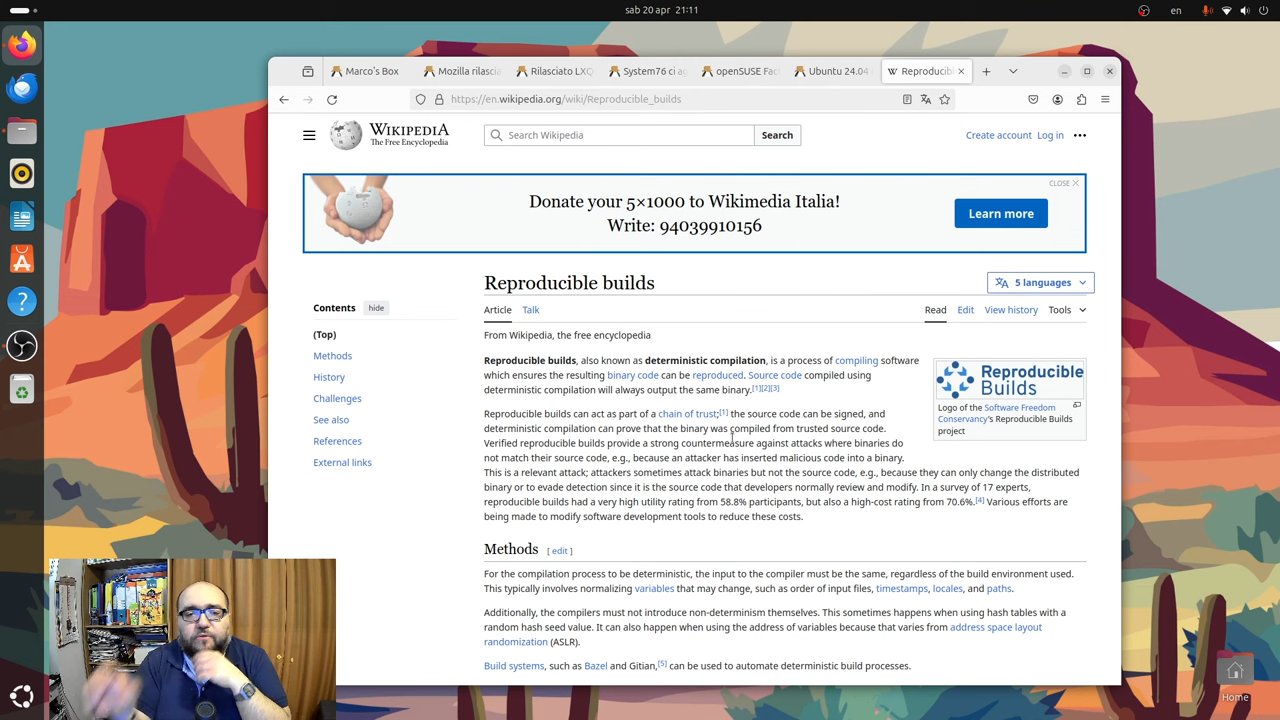 sab 20 apr 21:11
en
Marco's Box
Mozilla rilascia
Rilasciato LXQ
System76 ci ag
openSUSE Fac
Ubuntu 24.04
Reproducibl
https://en.wikipedia.org/wiki/Reproducible_builds
WIKIPEDIA
The Free Encyclopedia
Search Wikipedia
Search
Create account
Log in
Donate your 5×1000 to Wikimedia Italia!
Write: 94039910156
Learn more
CLOSE
Contents
hide
(Top)
Methods
History
Challenges
See also
References
External links
Reproducible builds
5 languages
Article
Talk
Read
Edit
View history
Tools
From Wikipedia, the free encyclopedia
Reproducible builds, also known as deterministic compilation, is a process of compiling software
which ensures the resulting binary code can be reproduced. Source code compiled using
deterministic compilation will always output the same binary.[1][2][3]
Reproducible
Builds
Logo of the Software Freedom
Conservancy's Reproducible Builds
project
Reproducible builds can act as part of a chain of trust;[1] the source code can be signed, and
deterministic compilation can prove that the binary was compiled from trusted source code.
Verified reproducible builds provide a strong countermeasure against attacks where binaries do
not match their source code, e.g., because an attacker has inserted malicious code into a binary.
This is a relevant attack; attackers sometimes attack binaries but not the source code, e.g., because they can only change the distributed
binary or to evade detection since it is the source code that developers normally review and modify. In a survey of 17 experts,
reproducible builds had a very high utility rating from 58.8% participants, but also a high-cost rating from 70.6%.[4] Various efforts are
being made to modify software development tools to reduce these costs.
Methods [ edit ]
For the compilation process to be deterministic, the input to the compiler must be the same, regardless of the build environment used.
This typically involves normalizing variables that may change, such as order of input files, timestamps, locales, and paths.
Additionally, the compilers must not introduce non-determinism themselves. This sometimes happens when using hash tables with a
random hash seed value. It can also happen when using the address of variables because that varies from address space layout
randomization (ASLR).
Build systems, such as Bazel and Gitian,[5] can be used to automate deterministic build processes.
Home